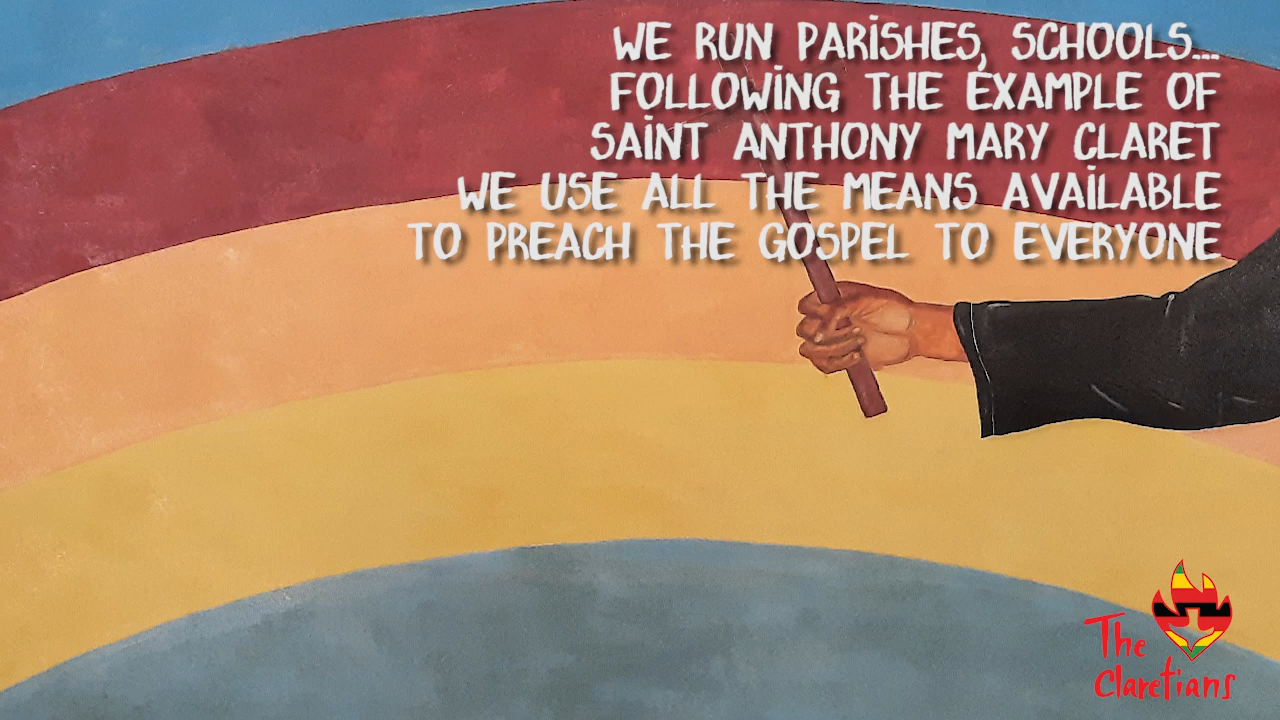 WE RUN PARISHES, SCHOOLS...
FOLLOWING THE EXAMPLE OF
SAINT ANTHONY MARY CLARET
WE USE ALL THE MEANS AVAILABLE
TO PREACH THE GOSPEL TO EVERYONE
The
Claretians